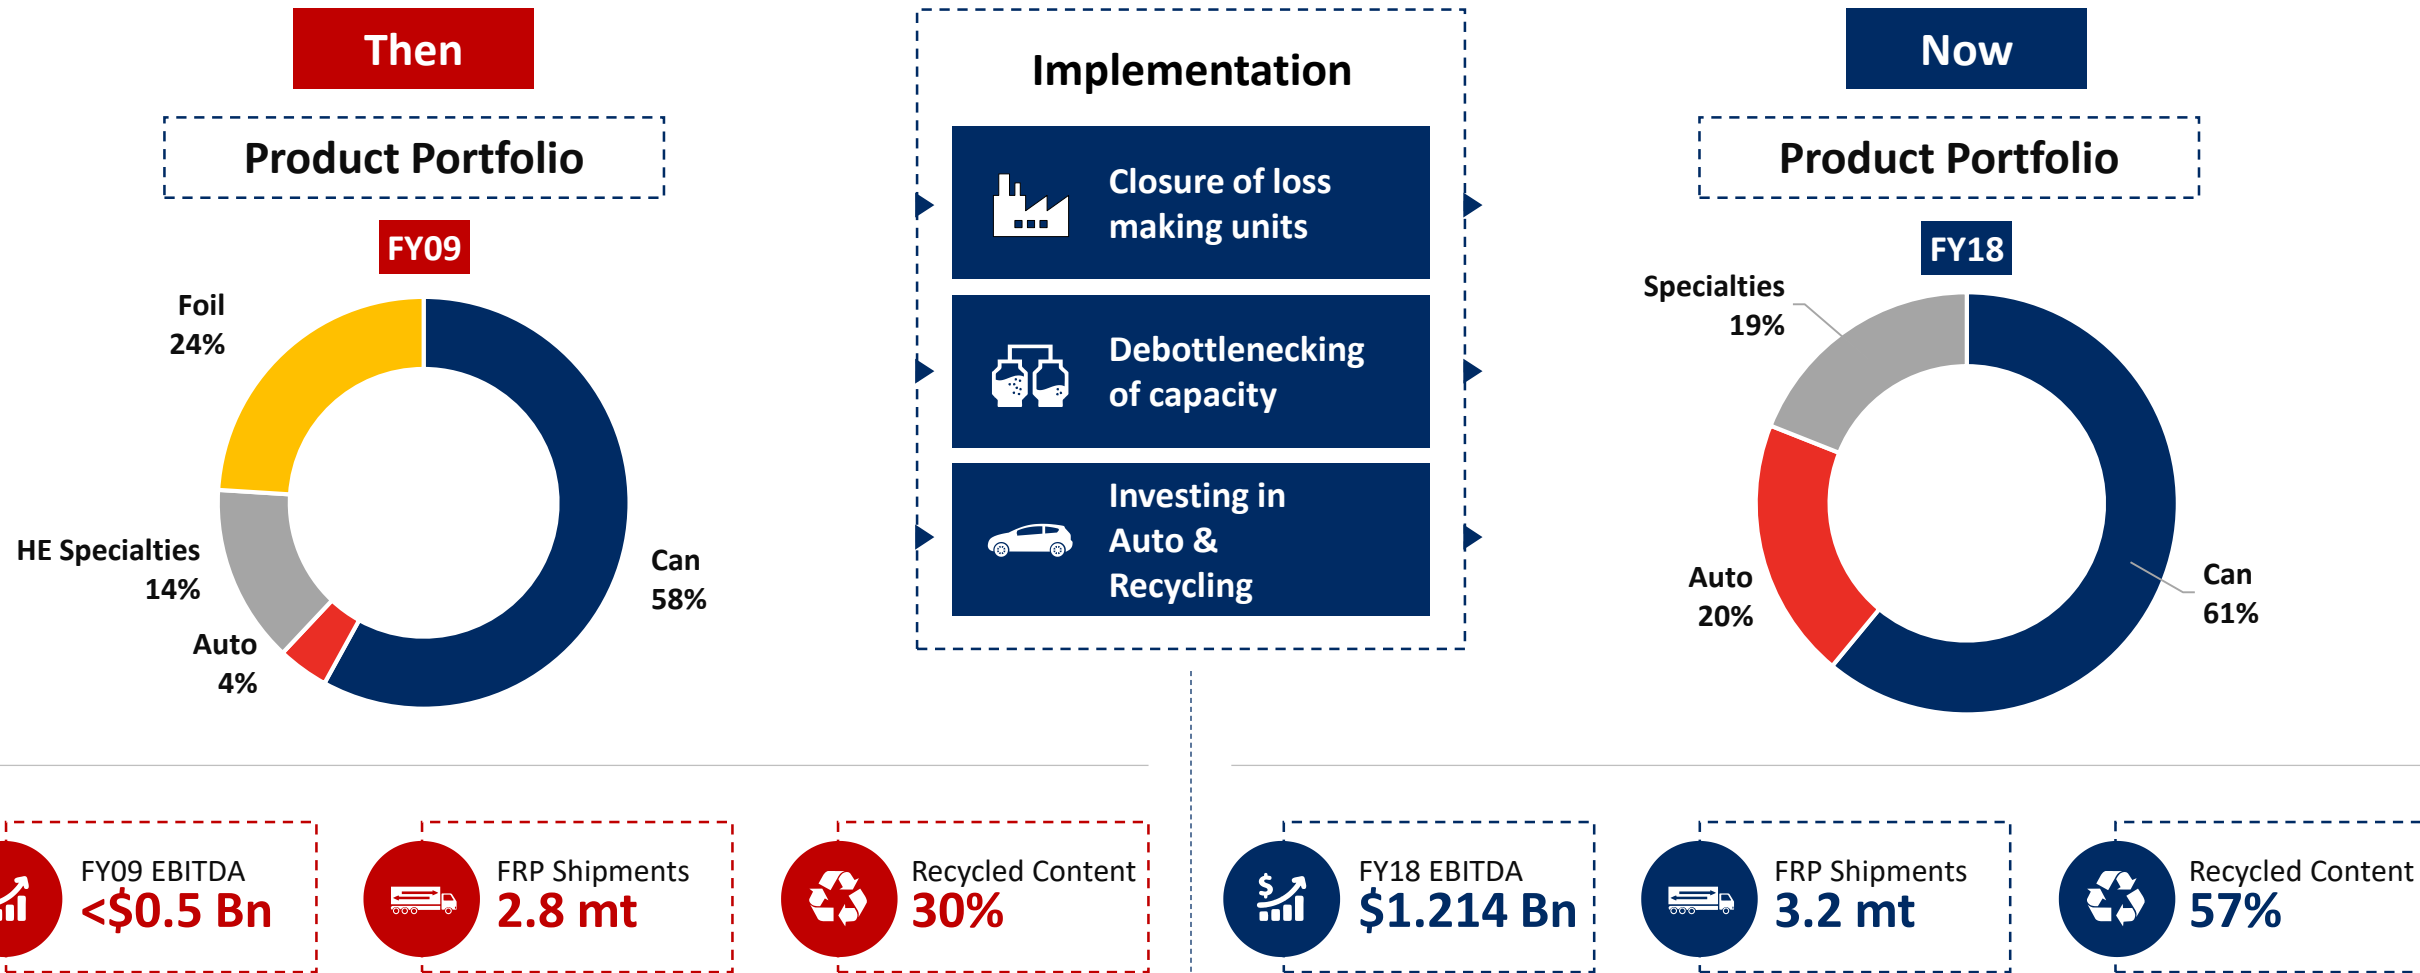 Then
Product Portfolio
FY09
Foil
24%
HE Specialties
14%
Auto
4%
Can
58%
Implementation
Closure of loss
making units
Debottlenecking
of capacity
Investing in
Auto &
Recycling
Now
Product Portfolio
FY18
Specialties
19%
Auto
20%
Can
61%
FY09 EBITDA
<$0.5 Bn
FRP Shipments
2.8 mt
Recycled Content
30%
$
FY18 EBITDA
$1.214 Bn
FRP Shipments
3.2 mt
Recycled Content
57%